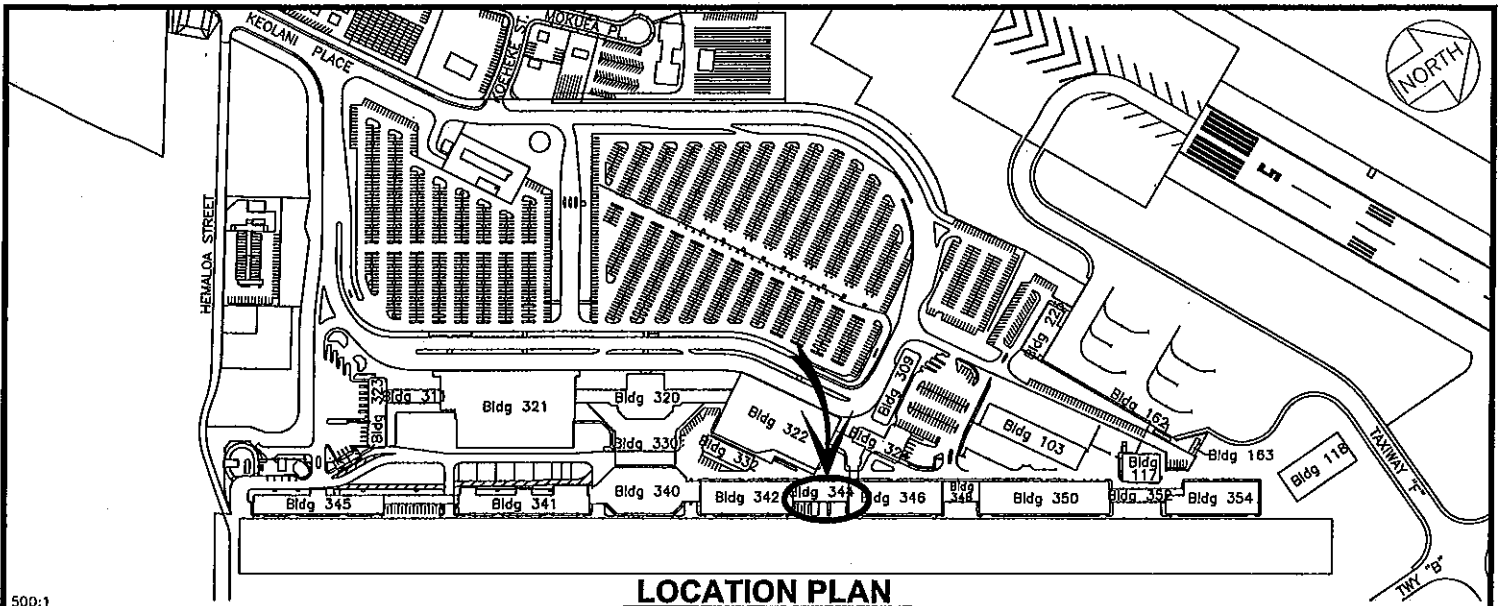 KEOLANI PLACE
KOEHEKE ST.
MOKUEA PL.
NORTH
HEMALOA STREET
Bldg 323
Bldg 311
Bldg 321
Bldg 320
Bldg 330
Bldg 332
Bldg 322
Bldg 309
Bldg 324
Bldg 103
Bldg 162
Bldg 163
Bldg
117
Bldg 118
TAXIWAY "F"
TWY "B"
Bldg 345
Bldg 341
Bldg 340
Bldg 342
Bldg 344
Bldg 346
Bldg
348
Bldg 350
Bldg 352
Bldg 354
LOCATION PLAN
500:1